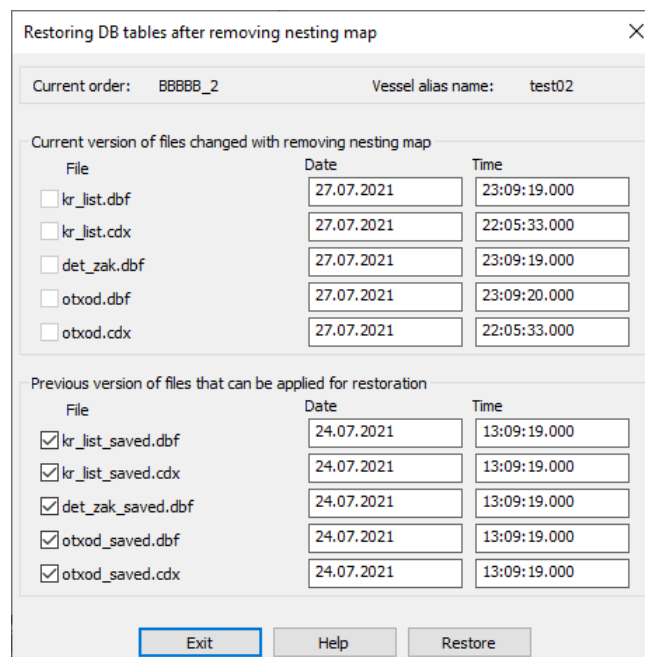 Restoring DB tables after removing nesting map
Current order: BBBBB_2 Vessel alias name: test02
Current version of files changed with removing nesting map
File Date Time
kr_list.dbf 27.07.2021 23:09:19.000
kr_list.cdx 27.07.2021 22:05:33.000
det_zak.dbf 27.07.2021 23:09:19.000
otxod.dbf 27.07.2021 23:09:20.000
otxod.cdx 27.07.2021 22:05:33.000
Previous version of files that can be applied for restoration
File Date Time
kr_list_saved.dbf 24.07.2021 13:09:19.000
kr_list_saved.cdx 24.07.2021 13:09:19.000
det_zak_saved.dbf 24.07.2021 13:09:19.000
otxod_saved.dbf 24.07.2021 13:09:19.000
otxod_saved.cdx 24.07.2021 13:09:19.000
Exit Help Restore